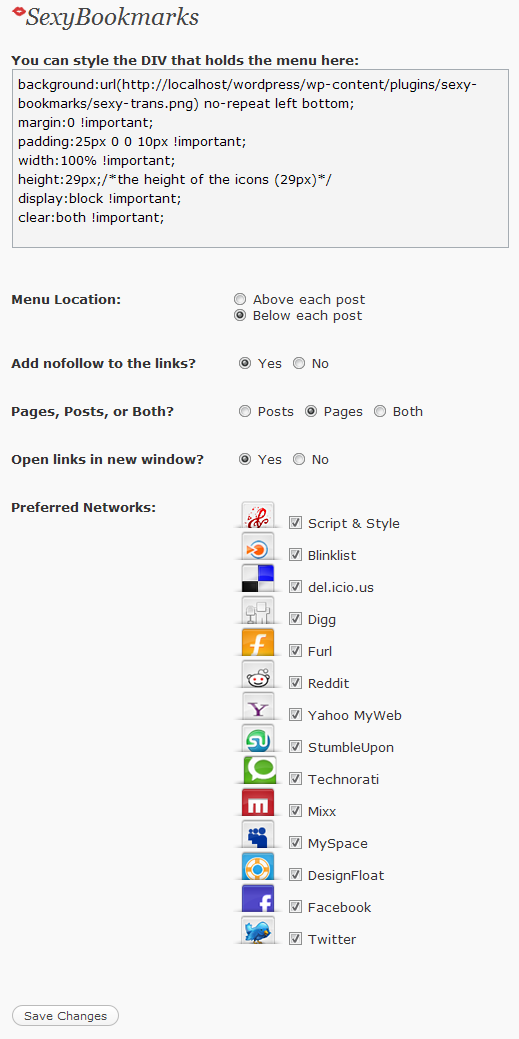 SexyBookmarks
You can style the DIV that holds the menu here:
background:url(http://localhost/wordpress/wp-content/plugins/sexy-
bookmarks/sexy-trans.png) no-repeat left bottom;
margin:0 !important;
padding:25px 0 0 10px !important;
width:100% !important;
height:29px;/*the height of the icons (29px)*/
display:block !important;
clear:both !important;
Menu Location:
Above each post
Below each post
Add nofollow to the links? Yes No
Pages, Posts, or Both? Posts Pages Both
Open links in new window? Yes No
Preferred Networks:
Script & Style
Blinklist
del.icio.us
Digg
Furl
Reddit
Yahoo MyWeb
StumbleUpon
Technorati
Mixx
MySpace
DesignFloat
Facebook
Twitter
Save Changes